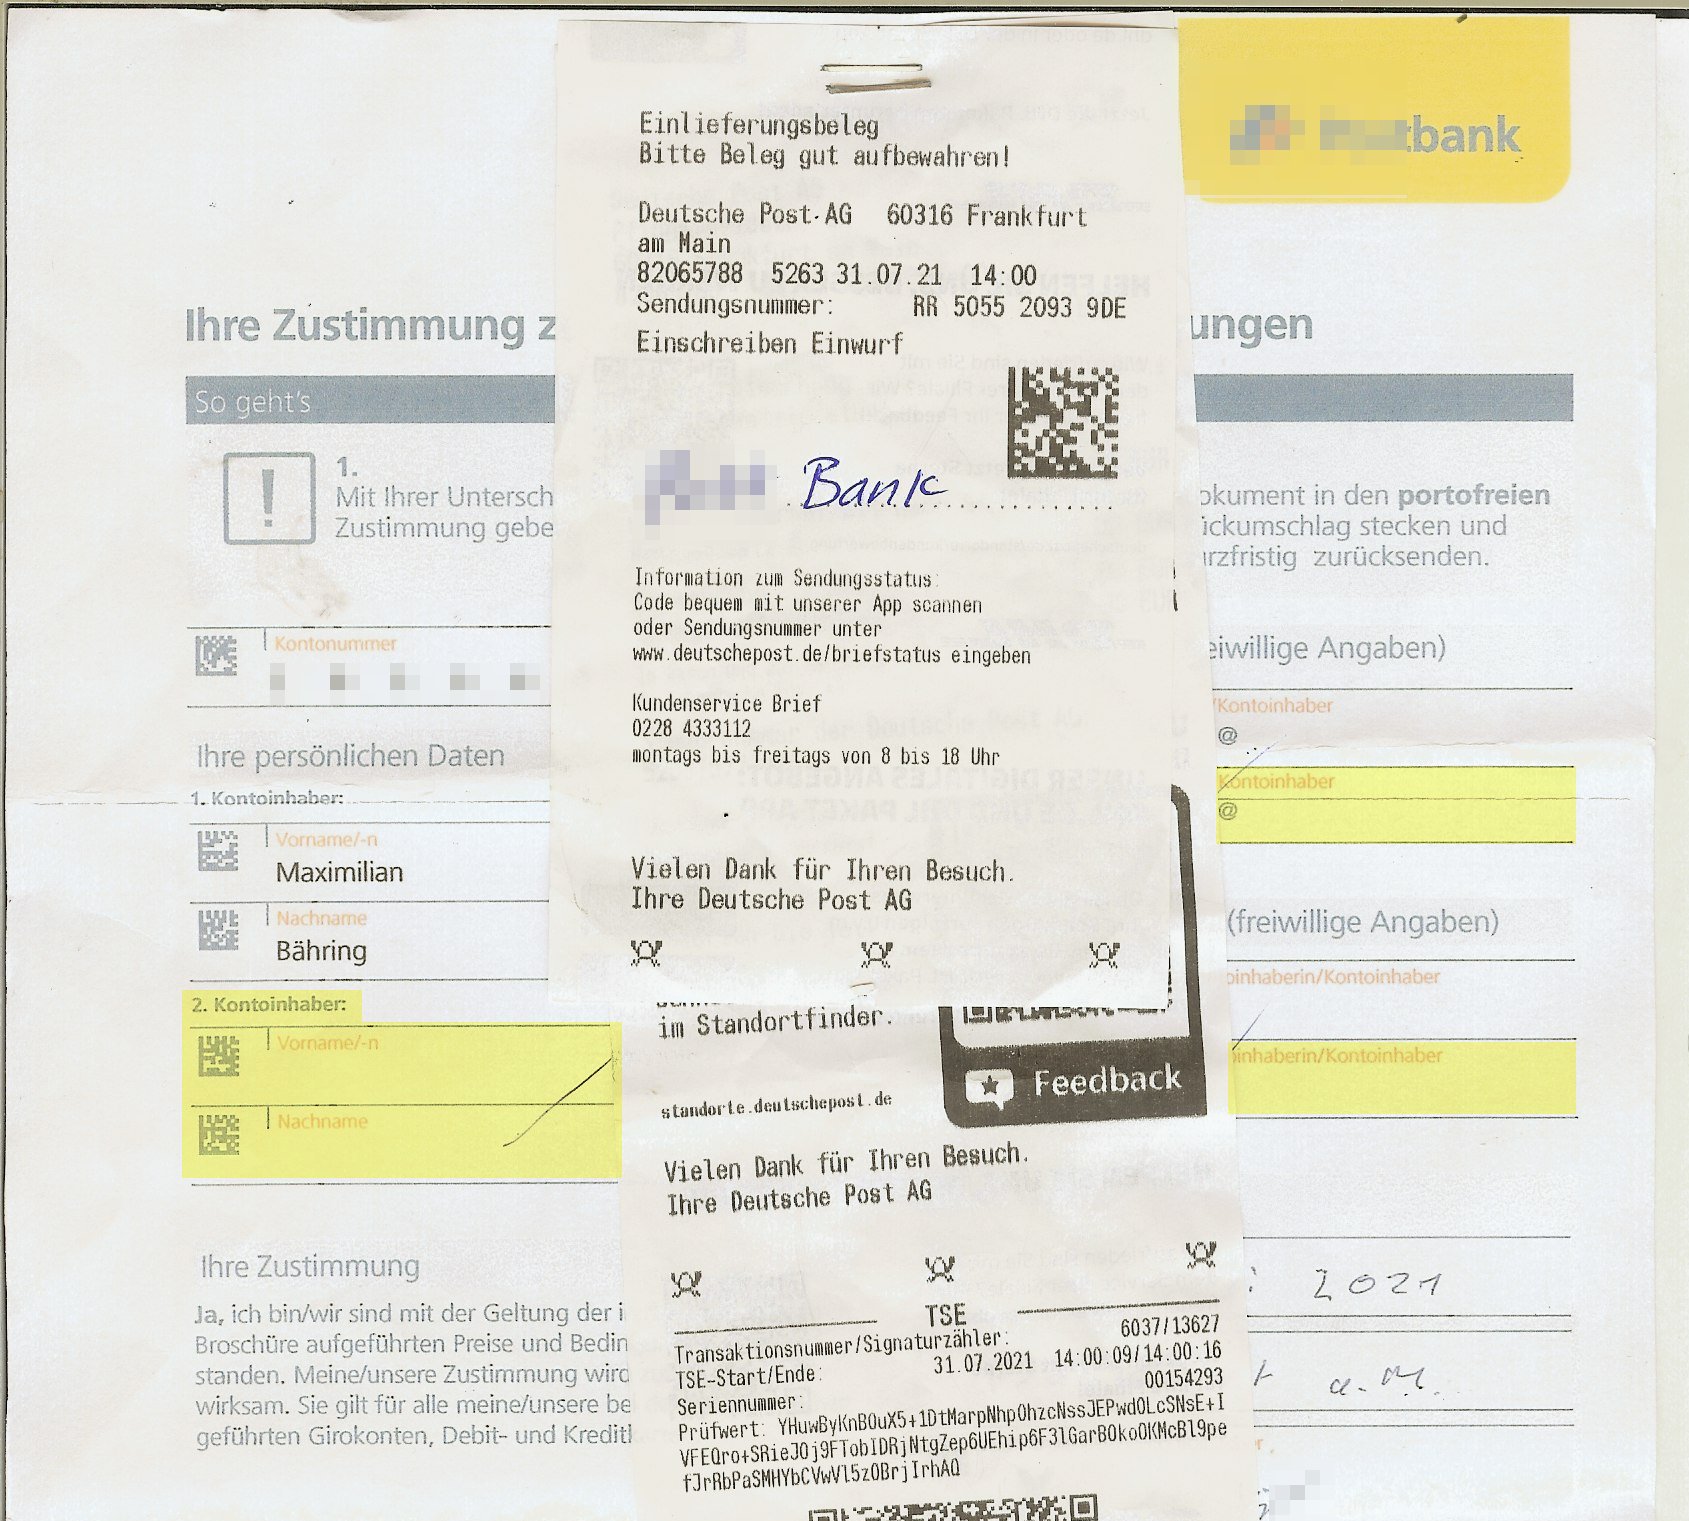 Einlieferungsbeleg
Bitte Beleg gut aufbewahren!
Deutsche Post AG 60316 Frankfurt
am Main
82065788 5263 31.07.21 14:00
Sendungsnummer: RR 5055 2093 9DE
Einschreiben Einwurf
Bank
Information zum Sendungsstatus:
Code bequem mit unserer App scannen
oder Sendungsnummer unter
www.deutschepost.de/briefstatus eingeben
Kundenservice Brief
0228 4333112
montags bis freitags von 8 bis 18 Uhr
Vielen Dank für Ihren Besuch.
Ihre Deutsche Post AG
im Standortfinder.
standorte.deutschepost.de
Feedback
Vielen Dank für Ihren Besuch.
Ihre Deutsche Post AG
TSE
Transaktionsnummer/Signaturzähler: 6037/13627
TSE-Start/Ende: 31.07.2021 14:00:09/14:00:16
Seriennummer: 00154293
Prüfwert: YHuwByKnBOuX5+1DtMarpNhpOhzcNssJEPwdOLcSNsE+I
VFEQro+SRieJOj9FTobIDRjNtgZep6UEhip6F3lGarBOkoOKMcBl9pe
fJrRbPaSMHYbCVwVl5zOBrjIrhAQ
bank
Ihre Zustimmung z
ungen
So geht's
1.
Mit Ihrer Untersch
Zustimmung gebe
okument in den portofreien
ückumschlag stecken und
urzfristig zurücksenden.
Kontonummer
eiwillige Angaben)
/Kontoinhaber
@
Kontoinhaber
@
Ihre persönlichen Daten
1. Kontoinhaber:
Vorname/-n
Maximilian
Nachname
Bähring
2. Kontoinhaber:
Vorname/-n
Nachname
(freiwillige Angaben)
oinhaberin/Kontoinhaber
oinhaberin/Kontoinhaber
Ihre Zustimmung
Ja, ich bin/wir sind mit der Geltung der i
Broschüre aufgeführten Preise und Bedin
standen. Meine/unsere Zustimmung wird
wirksam. Sie gilt für alle meine/unsere be
geführten Girokonten, Debit- und Kredit
2021
a. M.